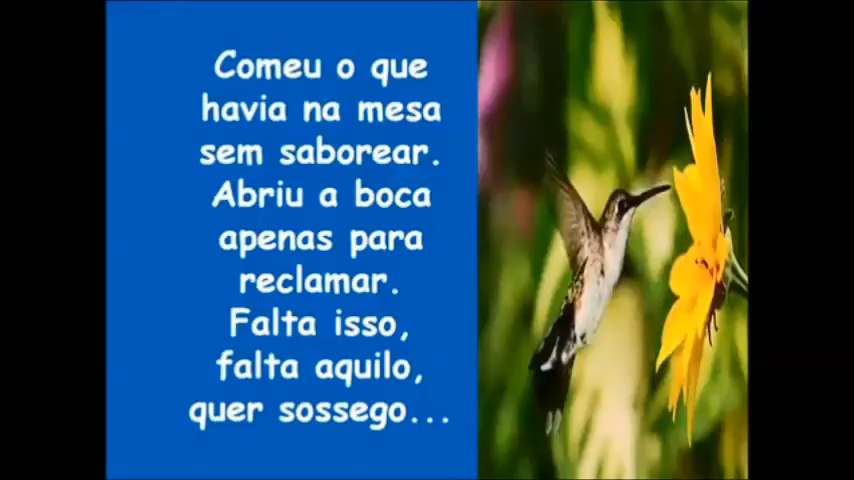 Comeu o que
havia na mesa
sem saborear.
Abriu a boca
apenas para
reclamar.
Falta isso,
falta aquilo,
quer sossego...